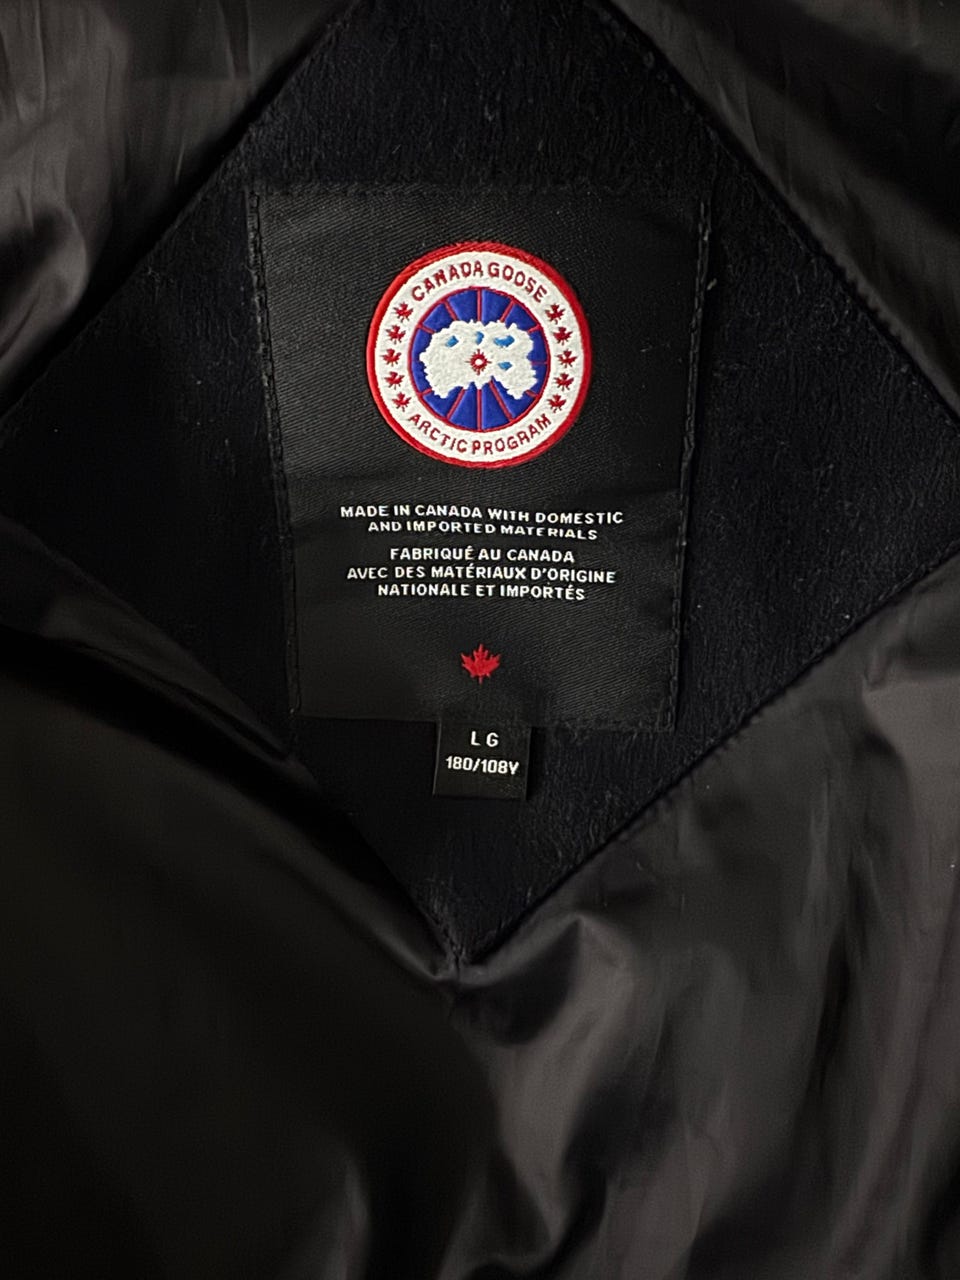 CANADA GOOSE
ARCTIC PROGRAM
MADE IN CANADA WITH DOMESTIC
AND IMPORTED MATERIALS
FABRIQUÉ AU CANADA
AVEC DES MATÉRIAUX D'ORIGINE
NATIONALE ET IMPORTÉS
LG
180/108Y